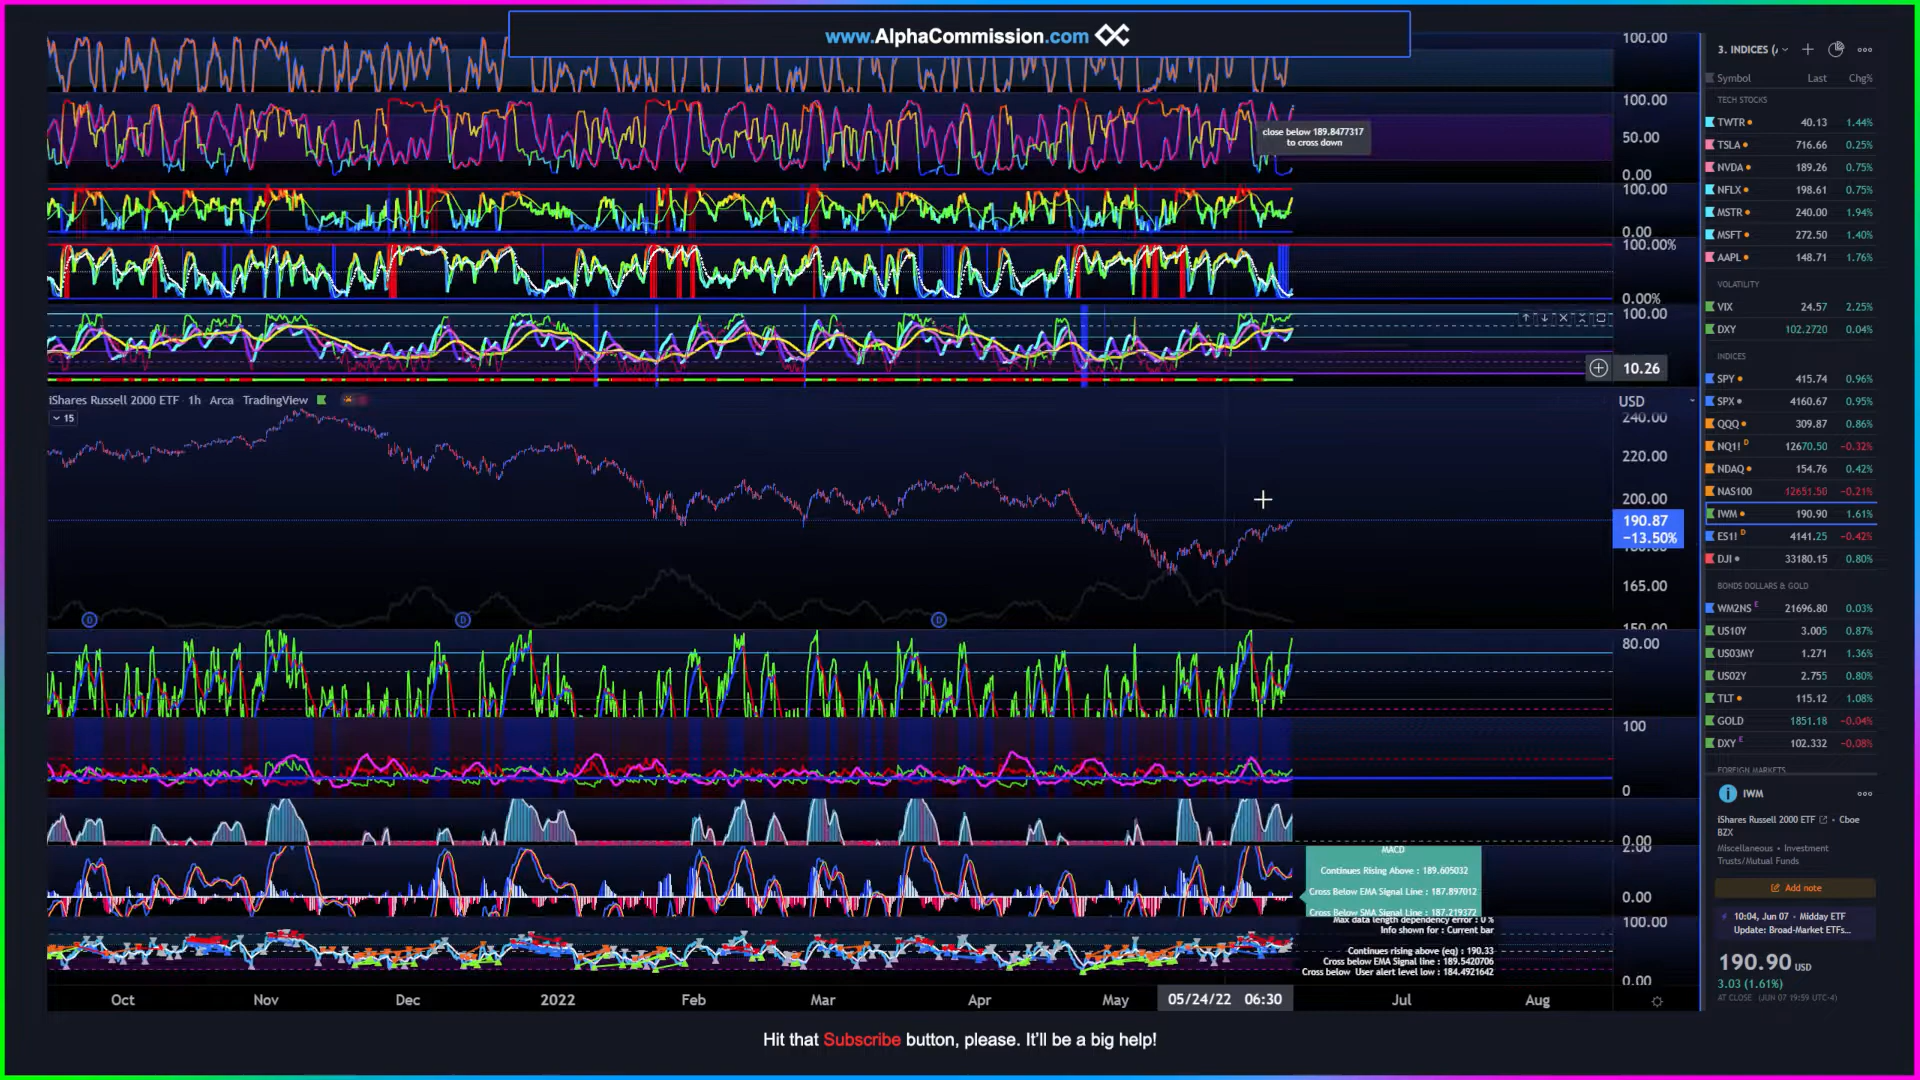 www.AlphaCommission.com
100.00
100.00
50.00
0.00
close below 189.8477317
to cross down
100.00
0.00
100.00%
0.00%
100.00
10.26
iShares Russell 2000 ETF 1h Arca TradingView
15
USD
240.00
220.00
200.00
190.87
−13.50%
165.00
150.00
D D D
80.00
100
0
0.00
2.00
MACD
Continues Rising Above : 189.605032
Cross Below EMA Signal Line : 187.897012
Cross Below SMA Signal Line : 187.219372
0.00
100.00
Max data length dependency error : 0 %
Info shown for : Current bar
Continues rising above (eq) : 190.33
Cross below EMA Signal line : 189.5420706
Cross below User alert level low : 184.4921642
0.00
Oct Nov Dec 2022 Feb Mar Apr May 05/24/22 06:30 Jul Aug
Hit that Subscribe button, please. It'll be a big help!
3. INDICES (
Symbol Last Chg%
TECH STOCKS
TWTR 40.13 1.44%
TSLA 716.66 0.25%
NVDA 189.26 0.75%
NFLX 198.61 0.75%
MSTR 240.00 1.94%
MSFT 272.50 1.40%
AAPL 148.71 1.76%
VOLATILITY
VIX 24.57 2.25%
DXY 102.2720 0.04%
INDICES
SPY 415.74 0.96%
SPX 4160.67 0.95%
QQQ 309.87 0.86%
NQ1! D 12670.50 −0.32%
NDAQ 154.76 0.42%
NAS100 12651.50 −0.21%
IWM 190.90 1.61%
ES1! D 4141.25 −0.42%
DJI 33180.15 0.80%
BONDS DOLLARS & GOLD
WM2NS E 21696.80 0.03%
US10Y 3.005 0.87%
US03MY 1.271 1.36%
US02Y 2.755 0.80%
TLT 115.12 1.08%
GOLD 1851.18 −0.04%
DXY E 102.332 −0.08%
FOREIGN MARKETS
IWM
iShares Russell 2000 ETF • Cboe
BZX
Miscellaneous • Investment
Trusts/Mutual Funds
Add note
10:04, Jun 07 • Midday ETF
Update: Broad-Market ETFs...
190.90 USD
3.03 (1.61%)
AT CLOSE (JUN 07 19:59 UTC-4)